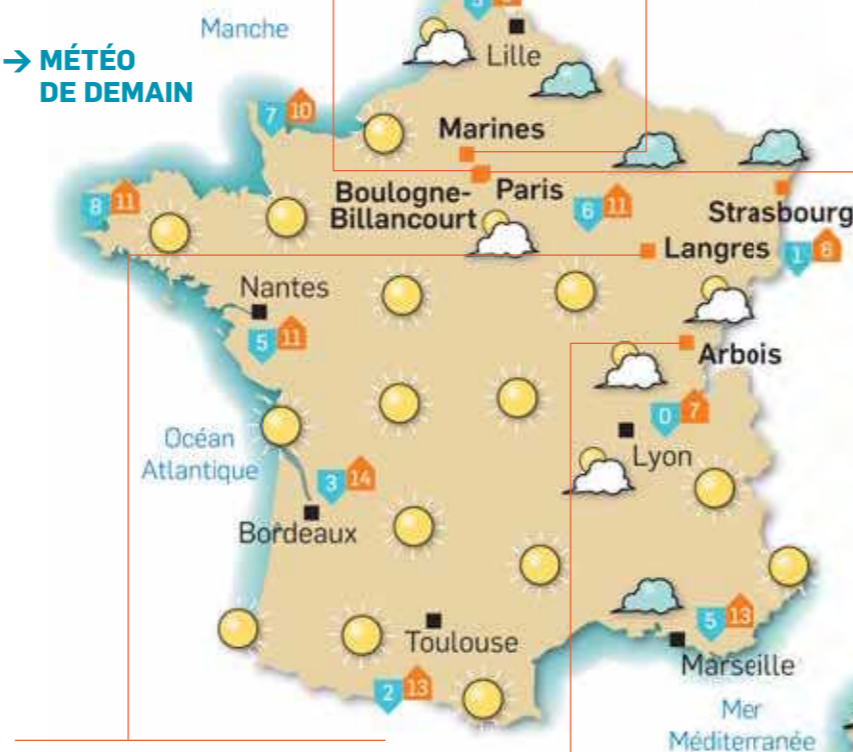 Manche
→ MÉTÉO
DE DEMAIN
Lille
7 10
Marines
8 11
Boulogne-
Billancourt
Paris
6 11
Strasbourg
Langres
1 8
Nantes
5 11
Arbois
0 7
Océan
Atlantique
Lyon
3 14
Bordeaux
5 13
Toulouse
Marseille
2 13
Mer
Méditerranée